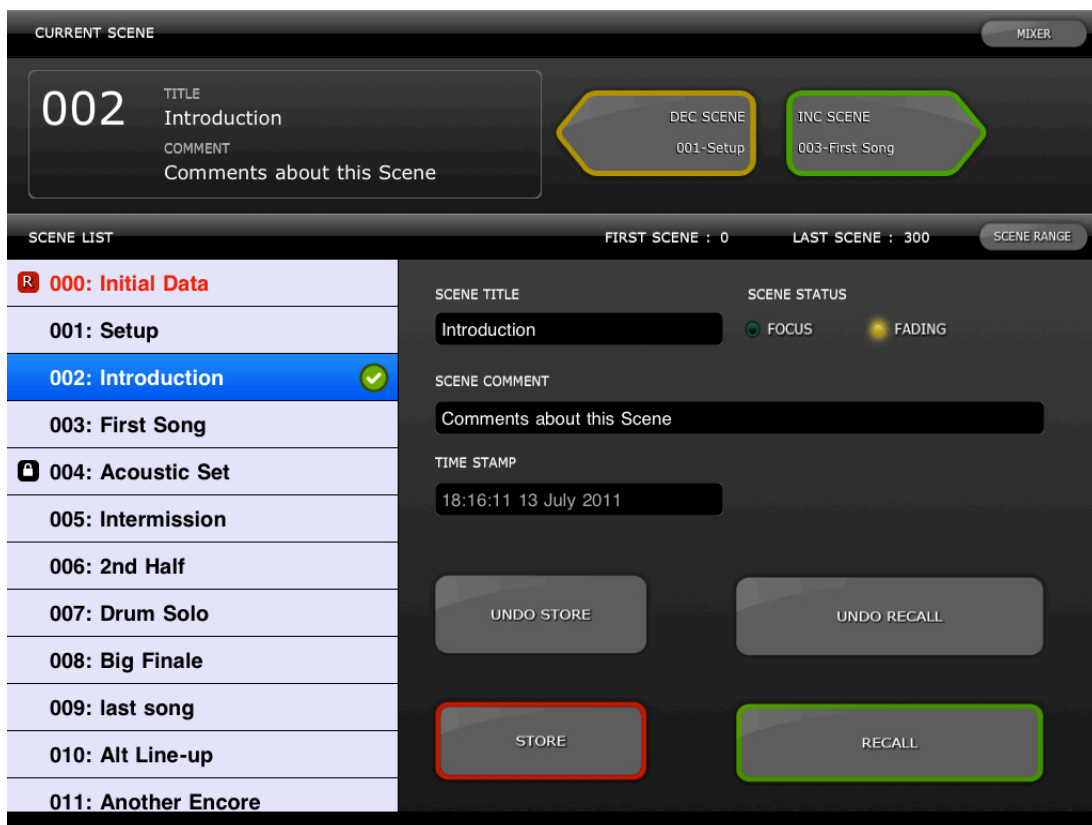 CURRENT SCENE
MIXER
002
TITLE
Introduction
COMMENT
Comments about this Scene
DEC SCENE
001-Setup
INC SCENE
003-First Song
SCENE LIST
FIRST SCENE : 0
LAST SCENE : 300
SCENE RANGE
R 000: Initial Data
001: Setup
002: Introduction
003: First Song
004: Acoustic Set
005: Intermission
006: 2nd Half
007: Drum Solo
008: Big Finale
009: last song
010: Alt Line-up
011: Another Encore
SCENE TITLE
Introduction
SCENE STATUS
FOCUS
FADING
SCENE COMMENT
Comments about this Scene
TIME STAMP
18:16:11 13 July 2011
UNDO STORE
UNDO RECALL
STORE
RECALL